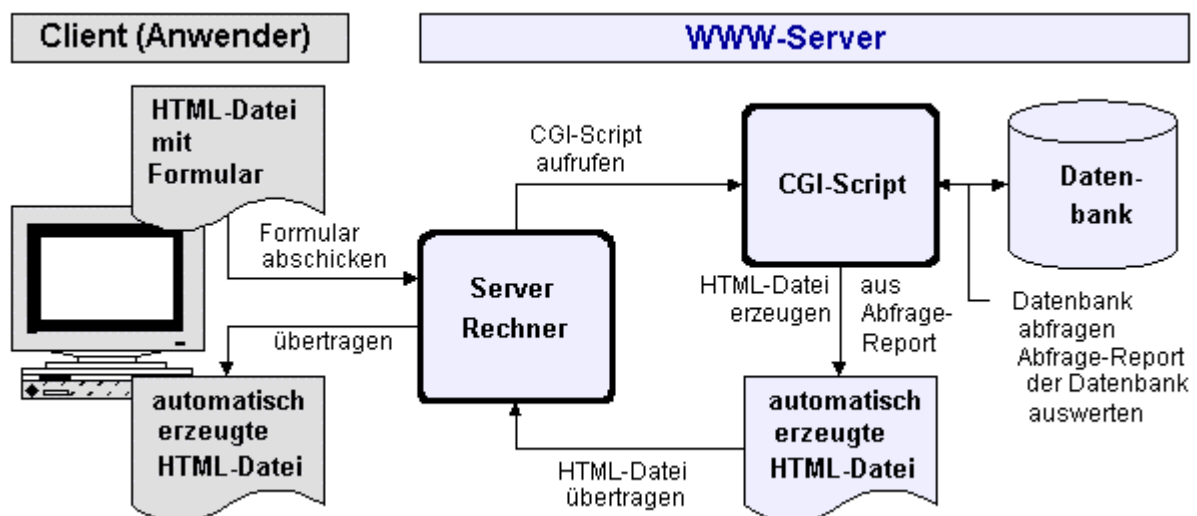 Client (Anwender)
WWW-Server
HTML-Datei
mit
Formular
Formular
abschicken
übertragen
automatisch
erzeugte
HTML-Datei
Server
Rechner
CGI-Script
aufrufen
CGI-Script
Daten-
bank
HTML-Datei
erzeugen
aus
Abfrage-
Report
Datenbank
abfragen
Abfrage-Report
der Datenbank
auswerten
automatisch
erzeugte
HTML-Datei
HTML-Datei
übertragen